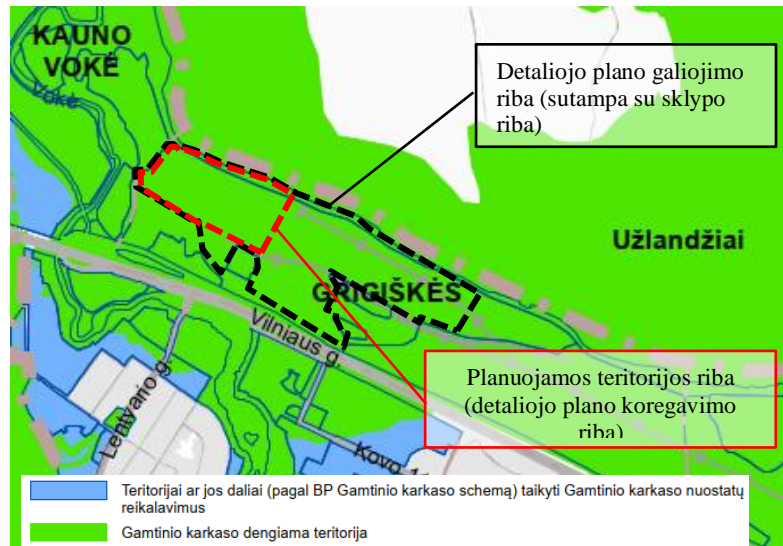 KAUNO
VOKĖ
Vokė
Detaliojo plano galiojimo
riba (sutampa su sklypo
riba)
Užlandžiai
GRIGIŠKĖS
Vilniaus g.
Lentvario g.
Planuojamos teritorijos riba
(detaliojo plano koregavimo
riba)
Kovo
Teritorijai ar jos daliai (pagal BP Gamtinio karkaso schemą) taikyti Gamtinio karkaso nuostatų
reikalavimus
Gamtinio karkaso dengiama teritorija